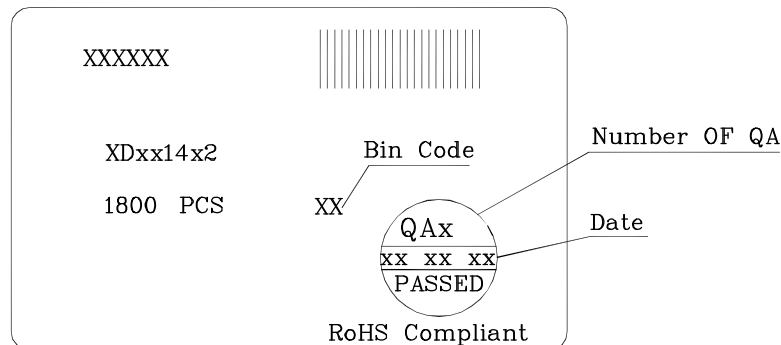 XXXXXX
XDxx14x2
Bin Code
Number OF QA
1800 PCS
XX
QAx
Date
xx xx xx
PASSED
RoHS Compliant